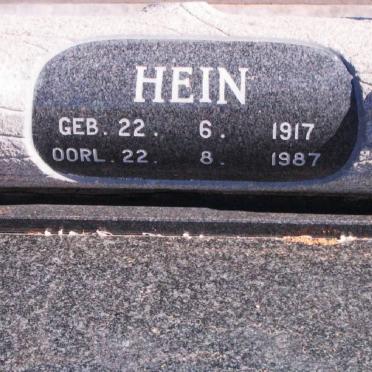 HEIN
GEB. 22. 6. 1917
OORL. 22. 8. 1987